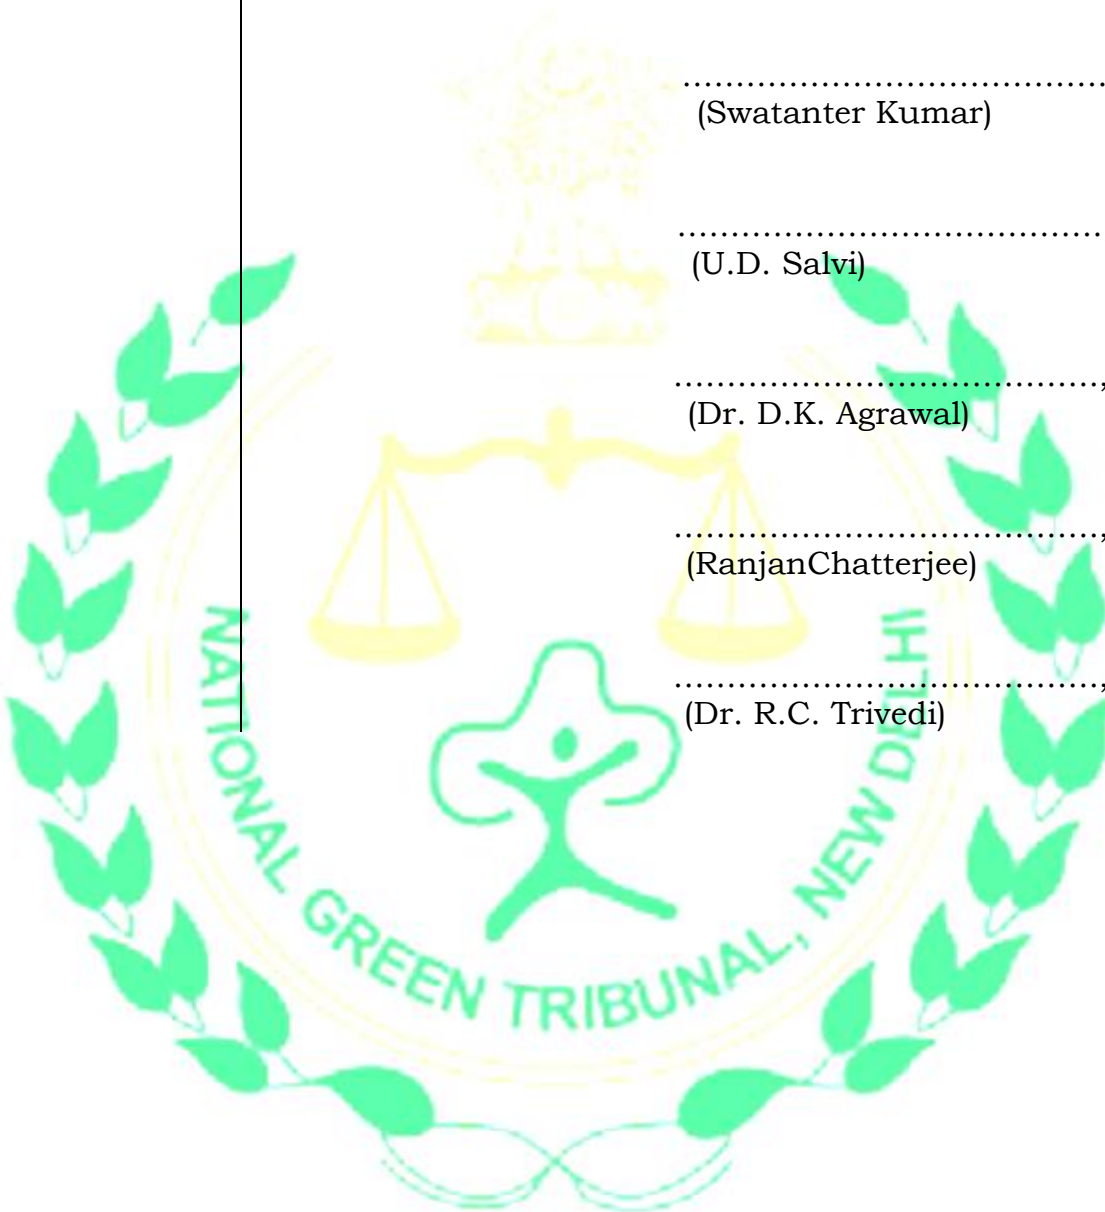 ……………………………………
(Swatanter Kumar)
……………………………………
(U.D. Salvi)
……………………………………,
(Dr. D.K. Agrawal)
……………………………………,
(RanjanChatterjee)
……………………………………,
(Dr. R.C. Trivedi)
NATIONAL GREEN TRIBUNAL, NEW DELHI